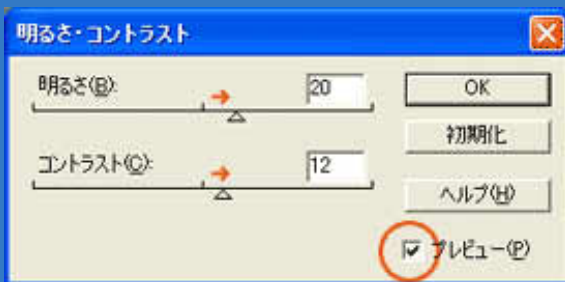 明るさ・コントラスト
明るさ(B):
20
OK
初期化
コントラスト(C):
12
ヘルプ(H)
プレビュー(P)